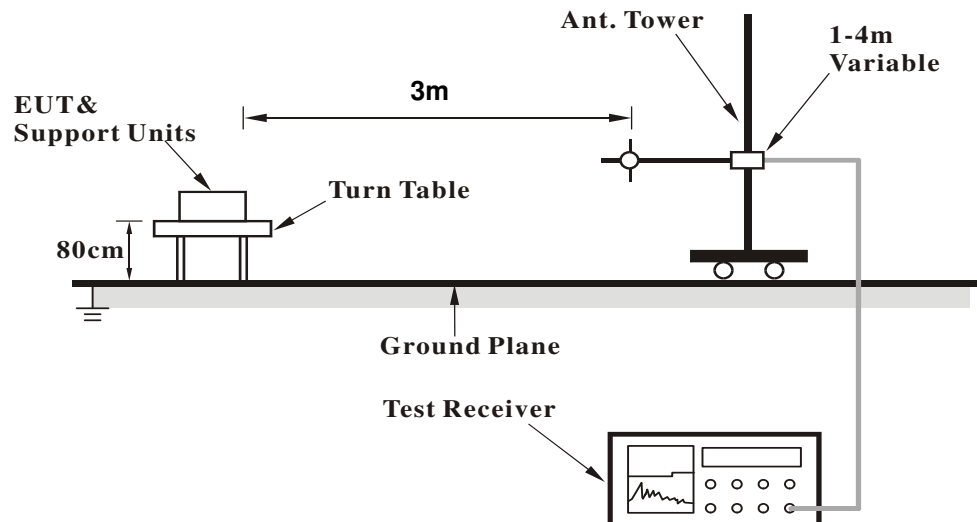 Ant. Tower
1-4m
Variable
3m
EUT&
Support Units
Turn Table
80cm
Ground Plane
Test Receiver